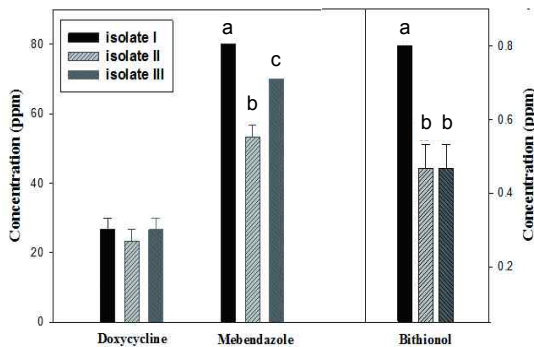 isolate I
isolate II
isolate III
a
b
c
a
b b
Concentration (ppm)
80
60
40
20
0
Concentration (ppm)
0.8
0.6
0.4
0.2
Doxycycline Mebendazole Bithionol